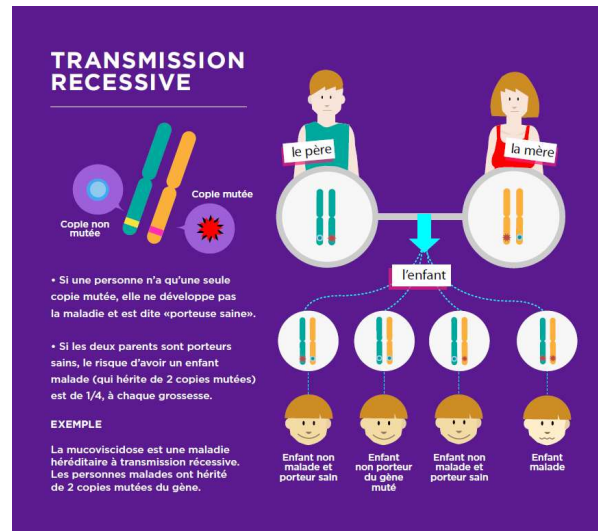 TRANSMISSION
RECESSIVE
Copie non
mutée
Copie mutée
• Si une personne n'a qu'une seule
copie mutée, elle ne développe pas
la maladie et est dite «porteuse saine».
• Si les deux parents sont porteurs
sains, le risque d'avoir un enfant
malade (qui hérite de 2 copies mutées)
est de 1/4, à chaque grossesse.
EXEMPLE
La mucoviscidose est une maladie
héréditaire à transmission récessive.
Les personnes malades ont hérité
de 2 copies mutées du gène.
le père
la mère
l'enfant
Enfant non
malade et
porteur sain
Enfant
non porteur
du gène
muté
Enfant non
malade et
porteur sain
Enfant
malade